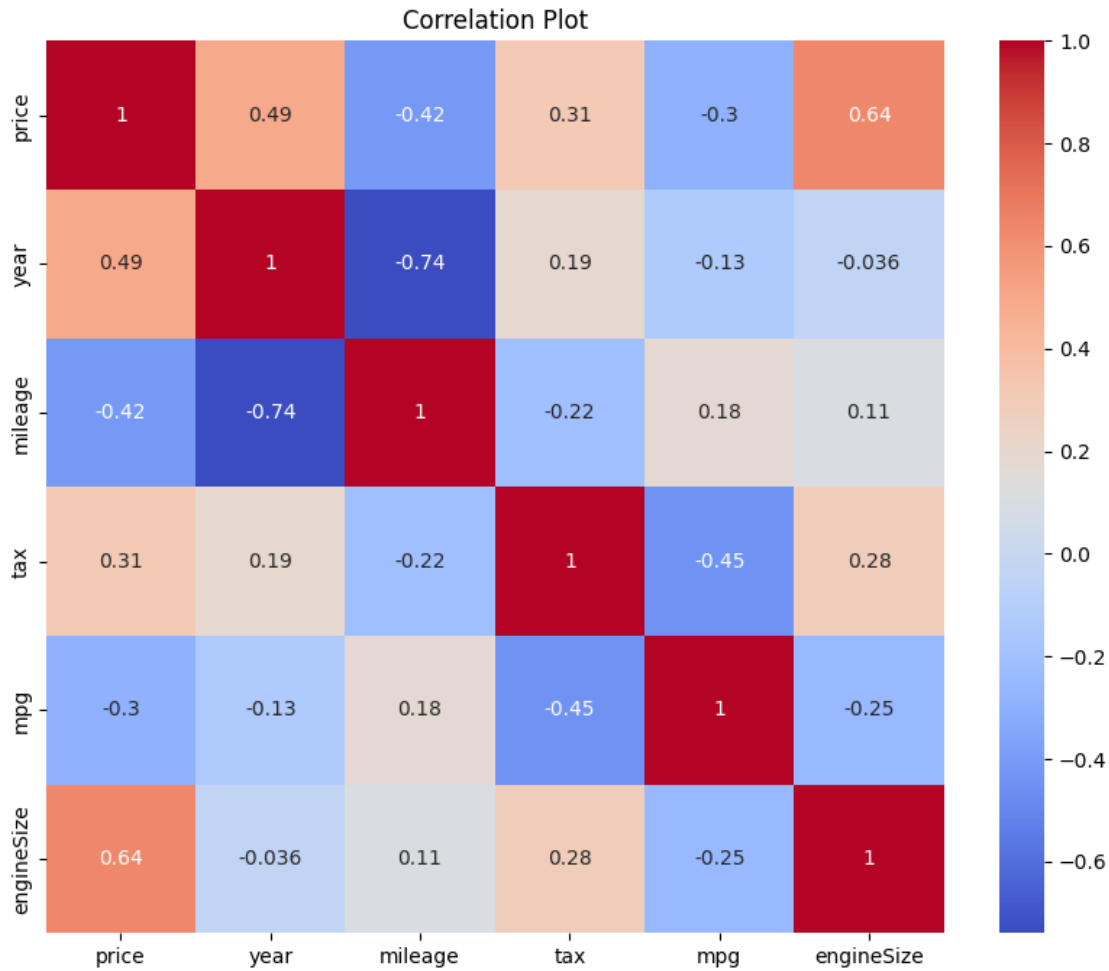 Correlation Plot
price 1 0.49 -0.42 0.31 -0.3 0.64
year 0.49 1 -0.74 0.19 -0.13 -0.036
mileage -0.42 -0.74 1 -0.22 0.18 0.11
tax 0.31 0.19 -0.22 1 -0.45 0.28
mpg -0.3 -0.13 0.18 -0.45 1 -0.25
engineSize 0.64 -0.036 0.11 0.28 -0.25 1
price year mileage tax mpg engineSize
1.0
0.8
0.6
0.4
0.2
0.0
−0.2
−0.4
−0.6